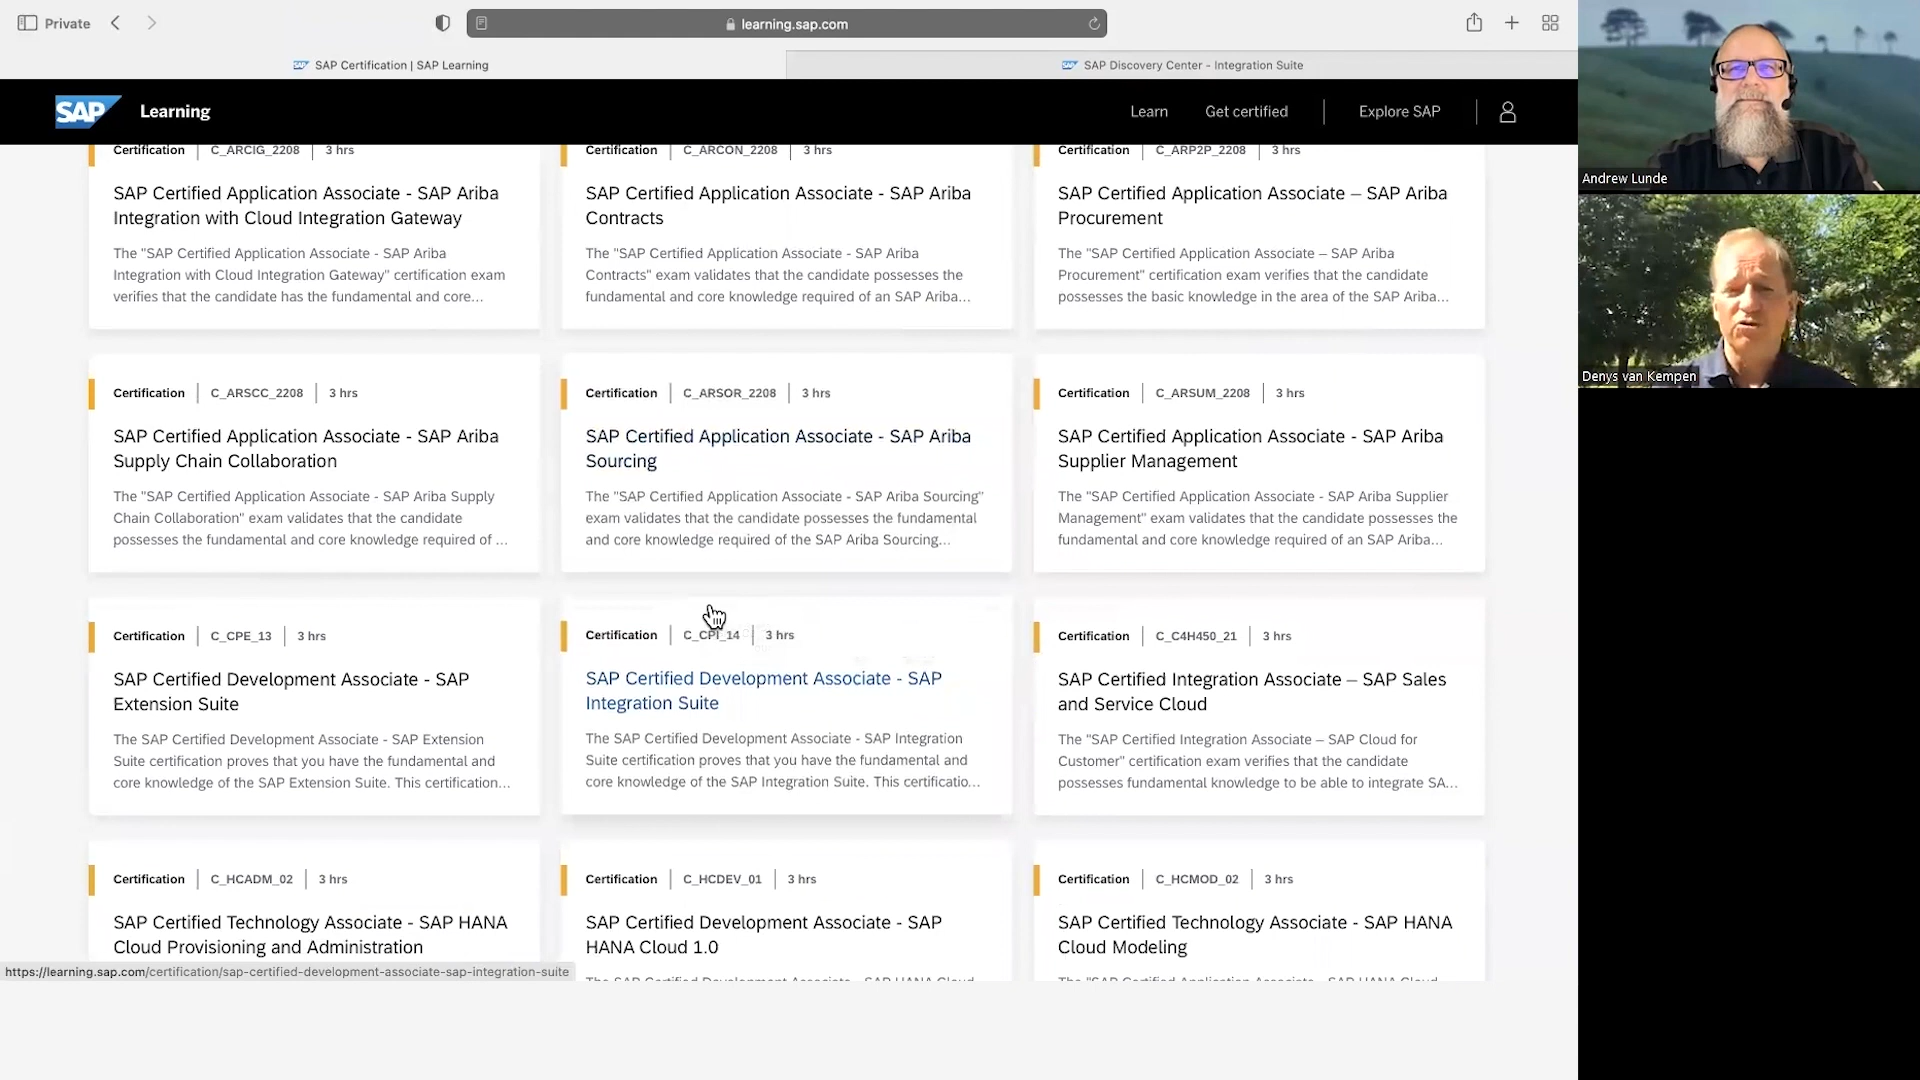 Private
learning.sap.com
SAP Certification | SAP Learning
SAP Discovery Center - Integration Suite
SAP
Learning
Learn
Get certified
Explore SAP
Certification | C_ARCIG_2208 | 3 hrs
SAP Certified Application Associate - SAP Ariba
Integration with Cloud Integration Gateway
The "SAP Certified Application Associate - SAP Ariba
Integration with Cloud Integration Gateway" certification exam
verifies that the candidate has the fundamental and core...
Certification | C_ARCON_2208 | 3 hrs
SAP Certified Application Associate - SAP Ariba
Contracts
The "SAP Certified Application Associate - SAP Ariba
Contracts" exam validates that the candidate possesses the
fundamental and core knowledge required of an SAP Ariba...
Certification | C_ARP2P_2208 | 3 hrs
SAP Certified Application Associate – SAP Ariba
Procurement
The "SAP Certified Application Associate – SAP Ariba
Procurement" certification exam verifies that the candidate
possesses the basic knowledge in the area of the SAP Ariba...
Certification | C_ARSCC_2208 | 3 hrs
SAP Certified Application Associate - SAP Ariba
Supply Chain Collaboration
The "SAP Certified Application Associate - SAP Ariba Supply
Chain Collaboration" exam validates that the candidate
possesses the fundamental and core knowledge required of ...
Certification | C_ARSOR_2208 | 3 hrs
SAP Certified Application Associate - SAP Ariba
Sourcing
The "SAP Certified Application Associate - SAP Ariba Sourcing"
exam validates that the candidate possesses the fundamental
and core knowledge required of the SAP Ariba Sourcing...
Certification | C_ARSUM_2208 | 3 hrs
SAP Certified Application Associate - SAP Ariba
Supplier Management
The "SAP Certified Application Associate - SAP Ariba Supplier
Management" exam validates that the candidate possesses the
fundamental and core knowledge required of an SAP Ariba...
Certification | C_CPE_13 | 3 hrs
SAP Certified Development Associate - SAP
Extension Suite
The SAP Certified Development Associate - SAP Extension
Suite certification proves that you have the fundamental and
core knowledge of the SAP Extension Suite. This certification...
Certification | C_CPI_14 | 3 hrs
SAP Certified Development Associate - SAP
Integration Suite
The SAP Certified Development Associate - SAP Integration
Suite certification proves that you have the fundamental and
core knowledge of the SAP Integration Suite. This certificatio...
Certification | C_C4H450_21 | 3 hrs
SAP Certified Integration Associate – SAP Sales
and Service Cloud
The "SAP Certified Integration Associate – SAP Cloud for
Customer" certification exam verifies that the candidate
possesses fundamental knowledge to be able to integrate SA...
Certification | C_HCADM_02 | 3 hrs
SAP Certified Technology Associate - SAP HANA
Cloud Provisioning and Administration
Certification | C_HCDEV_01 | 3 hrs
SAP Certified Development Associate - SAP
HANA Cloud 1.0
Certification | C_HCMOD_02 | 3 hrs
SAP Certified Technology Associate - SAP HANA
Cloud Modeling
https://learning.sap.com/certification/sap-certified-development-associate-sap-integration-suite
Andrew Lunde
Denys van Kempen